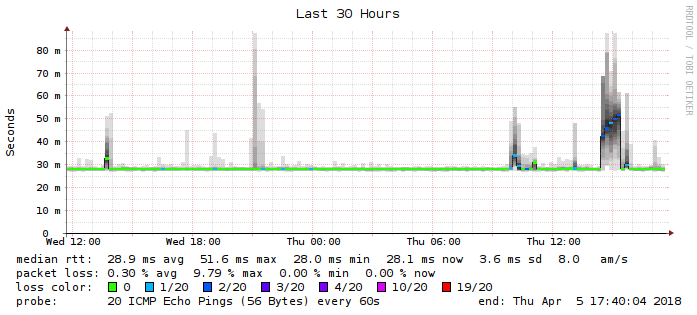 Last 30 Hours
RRDTOOL / TOBI OETIKER
Seconds
80 m
70 m
60 m
50 m
40 m
30 m
20 m
10 m
0
Wed 12:00 Wed 18:00 Thu 00:00 Thu 06:00 Thu 12:00
median rtt: 28.9 ms avg 51.6 ms max 28.0 ms min 28.1 ms now 3.6 ms sd 8.0 am/s
packet loss: 0.30 % avg 9.79 % max 0.00 % min 0.00 % now
loss color: 0 1/20 2/20 3/20 4/20 10/20 19/20
probe: 20 ICMP Echo Pings (56 Bytes) every 60s end: Thu Apr 5 17:40:04 2018